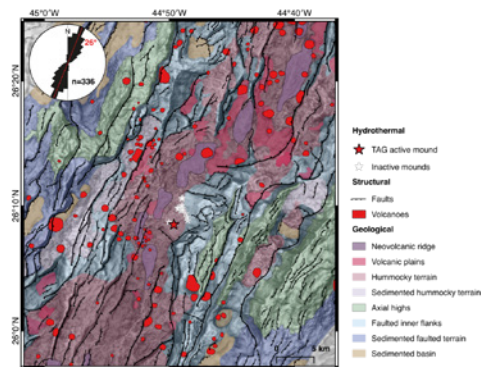 45°0'W 44°50'W 44°40'W
N
26°
n=336
26°20'N
26°10'N
26°0'N
5 km
Hydrothermal
TAG active mound
Inactive mounds
Structural
Faults
Volcanoes
Geological
Neovolcanic ridge
Volcanic plains
Hummocky terrain
Sedimented hummocky terrain
Axial highs
Faulted inner flanks
Sedimented faulted terrain
Sedimented basin